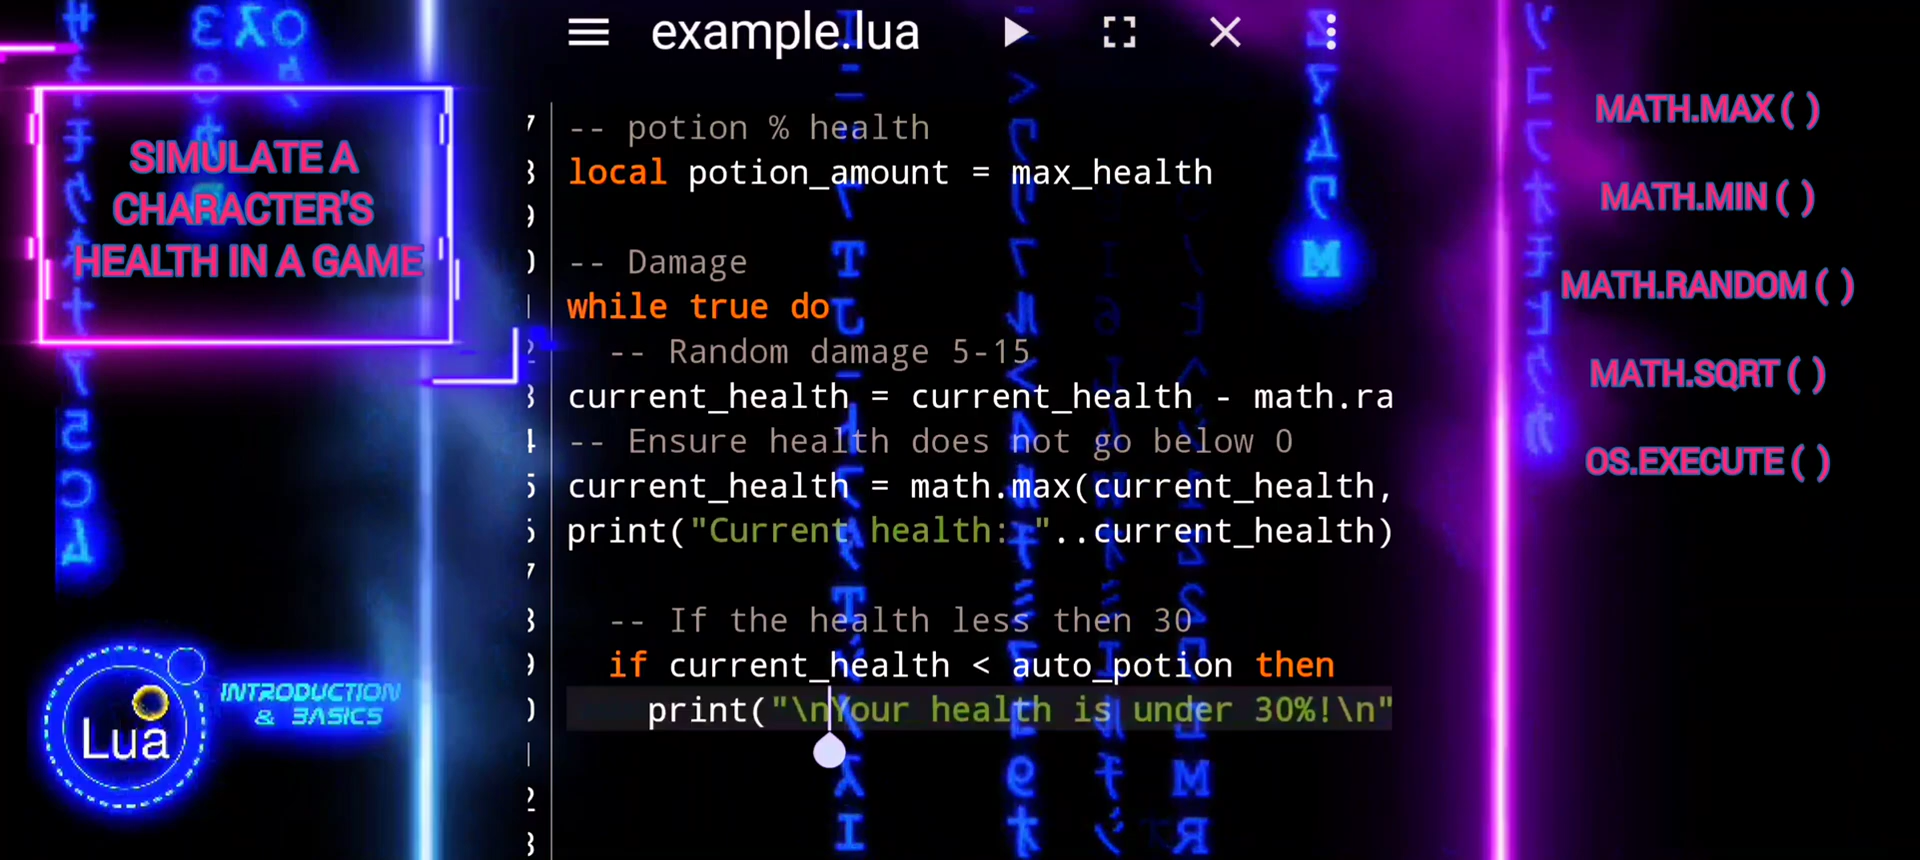 example.lua
SIMULATE A
CHARACTER'S
HEALTH IN A GAME
-- potion % health
local potion_amount = max_health
-- Damage
while true do
-- Random damage 5-15
current_health = current_health - math.ra
-- Ensure health does not go below 0
current_health = math.max(current_health,
print("Current health: "..current_health)
-- If the health less then 30
if current_health < auto_potion then
print("\nYour health is under 30%!\n"
MATH.MAX ( )
MATH.MIN ( )
MATH.RANDOM ( )
MATH.SQRT ( )
OS.EXECUTE ( )
Lua
INTRODUCTION
& BASICS